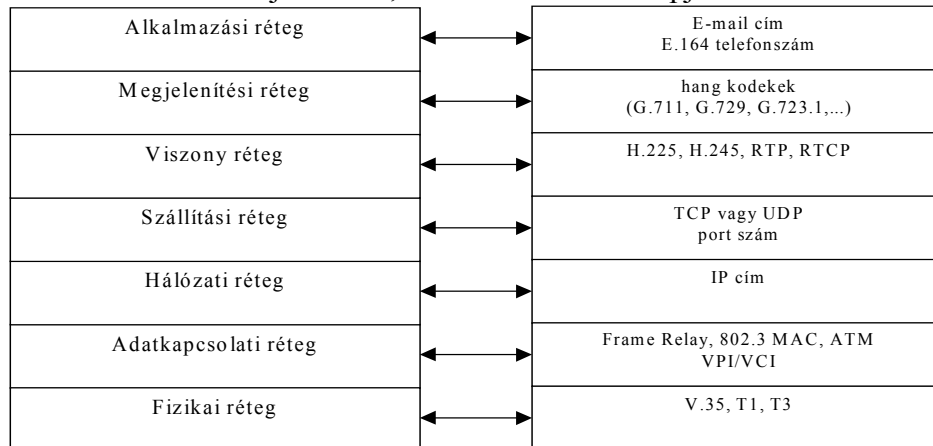 Alkalmazási réteg
E-mail cím
E.164 telefonszám
Megjelenítési réteg
hang kodekek
(G.711, G.729, G.723.1,...)
Viszony réteg
H.225, H.245, RTP, RTCP
Szállítási réteg
TCP vagy UDP
port szám
Hálózati réteg
IP cím
Adatkapcsolati réteg
Frame Relay, 802.3 MAC, ATM
VPI/VCI
Fizikai réteg
V.35, T1, T3